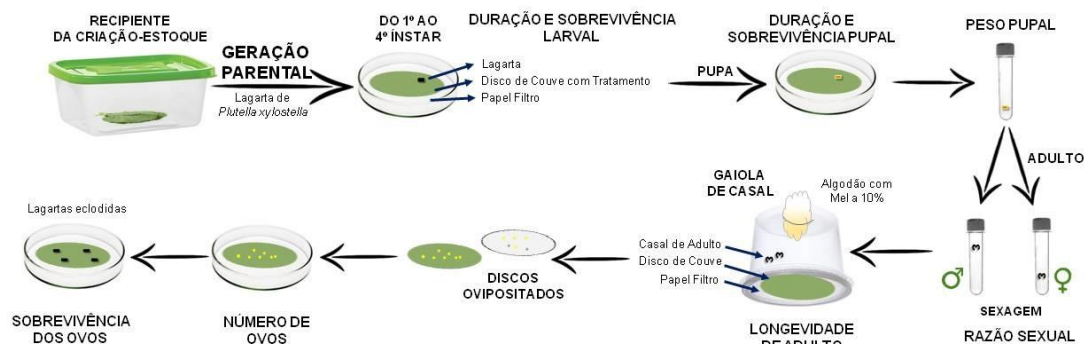 RECIPIENTE
DA CRIAÇÃO-ESTOQUE
GERAÇÃO
PARENTAL
Lagarta de
Plutella xylostella
DO 1º AO
4º ÍNSTAR
DURAÇÃO E SOBREVIVÊNCIA
LARVAL
Lagarta
Disco de Couve com Tratamento
Papel Filtro
PUPA
DURAÇÃO E
SOBREVIVÊNCIA PUPAL
PESO PUPAL
ADULTO
♂
♀
SEXAGEM
RAZÃO SEXUAL
GAIOLA
DE CASAL
Algodão com
Mel a 10%
Casal de Adulto
Disco de Couve
Papel Filtro
LONGEVIDADE
DE ADULTO
DISCOS
OVIPOSITADOS
NÚMERO DE
OVOS
Lagartas eclodidas
SOBREVIVÊNCIA
DOS OVOS